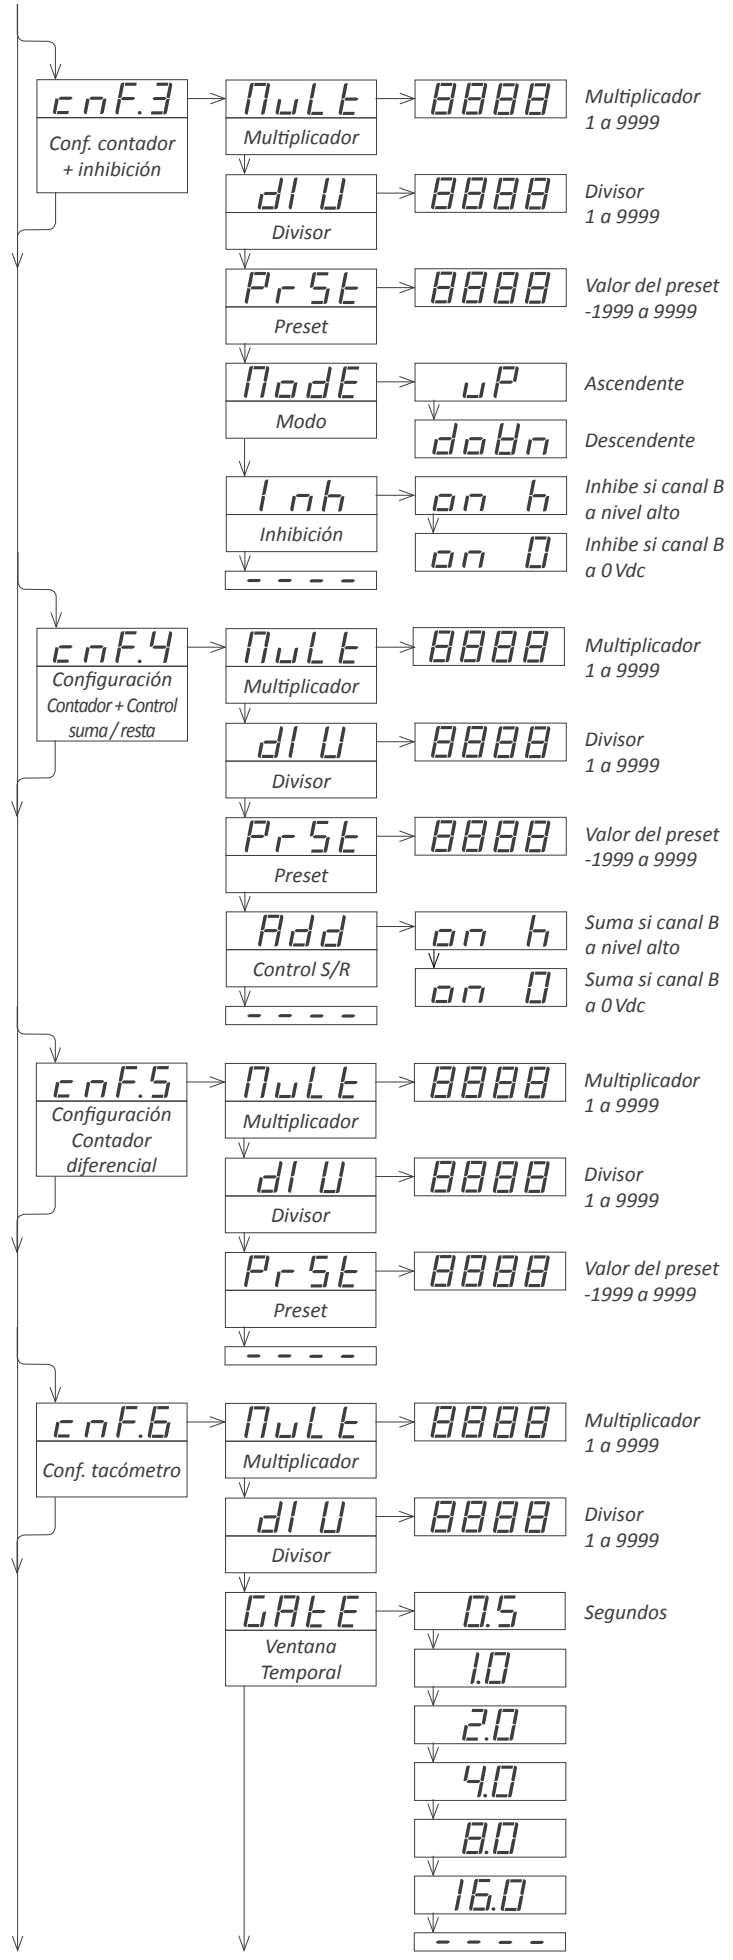 cnF.3
Conf. contador
+ inhibición
MuLt
Multiplicador
8888
Multiplicador
1 a 9999
dIV
Divisor
8888
Divisor
1 a 9999
PrSt
Preset
8888
Valor del preset
-1999 a 9999
ModE
Modo
uP
Ascendente
doWn
Descendente
Inh
Inhibición
on h
Inhibe si canal B
a nivel alto
on 0
Inhibe si canal B
a 0 Vdc
- - - -
cnF.4
Configuración
Contador + Control
suma / resta
MuLt
Multiplicador
8888
Multiplicador
1 a 9999
dIV
Divisor
8888
Divisor
1 a 9999
PrSt
Preset
8888
Valor del preset
-1999 a 9999
Add
Control S/R
on h
Suma si canal B
a nivel alto
on 0
Suma si canal B
a 0 Vdc
- - - -
cnF.5
Configuración
Contador
diferencial
MuLt
Multiplicador
8888
Multiplicador
1 a 9999
dIV
Divisor
8888
Divisor
1 a 9999
PrSt
Preset
8888
Valor del preset
-1999 a 9999
- - - -
cnF.6
Conf. tacómetro
MuLt
Multiplicador
8888
Multiplicador
1 a 9999
dIV
Divisor
8888
Divisor
1 a 9999
GAtE
Ventana
Temporal
0.5
Segundos
1.0
2.0
4.0
8.0
16.0
- - - -